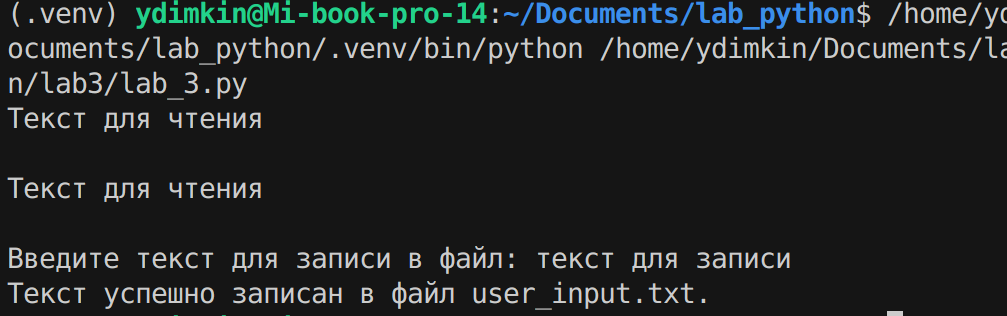 (.venv) ydimkin@Mi-book-pro-14:~/Documents/lab_python$ /home/yd
ocuments/lab_python/.venv/bin/python /home/ydimkin/Documents/la
n/lab3/lab_3.py
Текст для чтения
Текст для чтения
Введите текст для записи в файл: текст для записи
Текст успешно записан в файл user_input.txt.